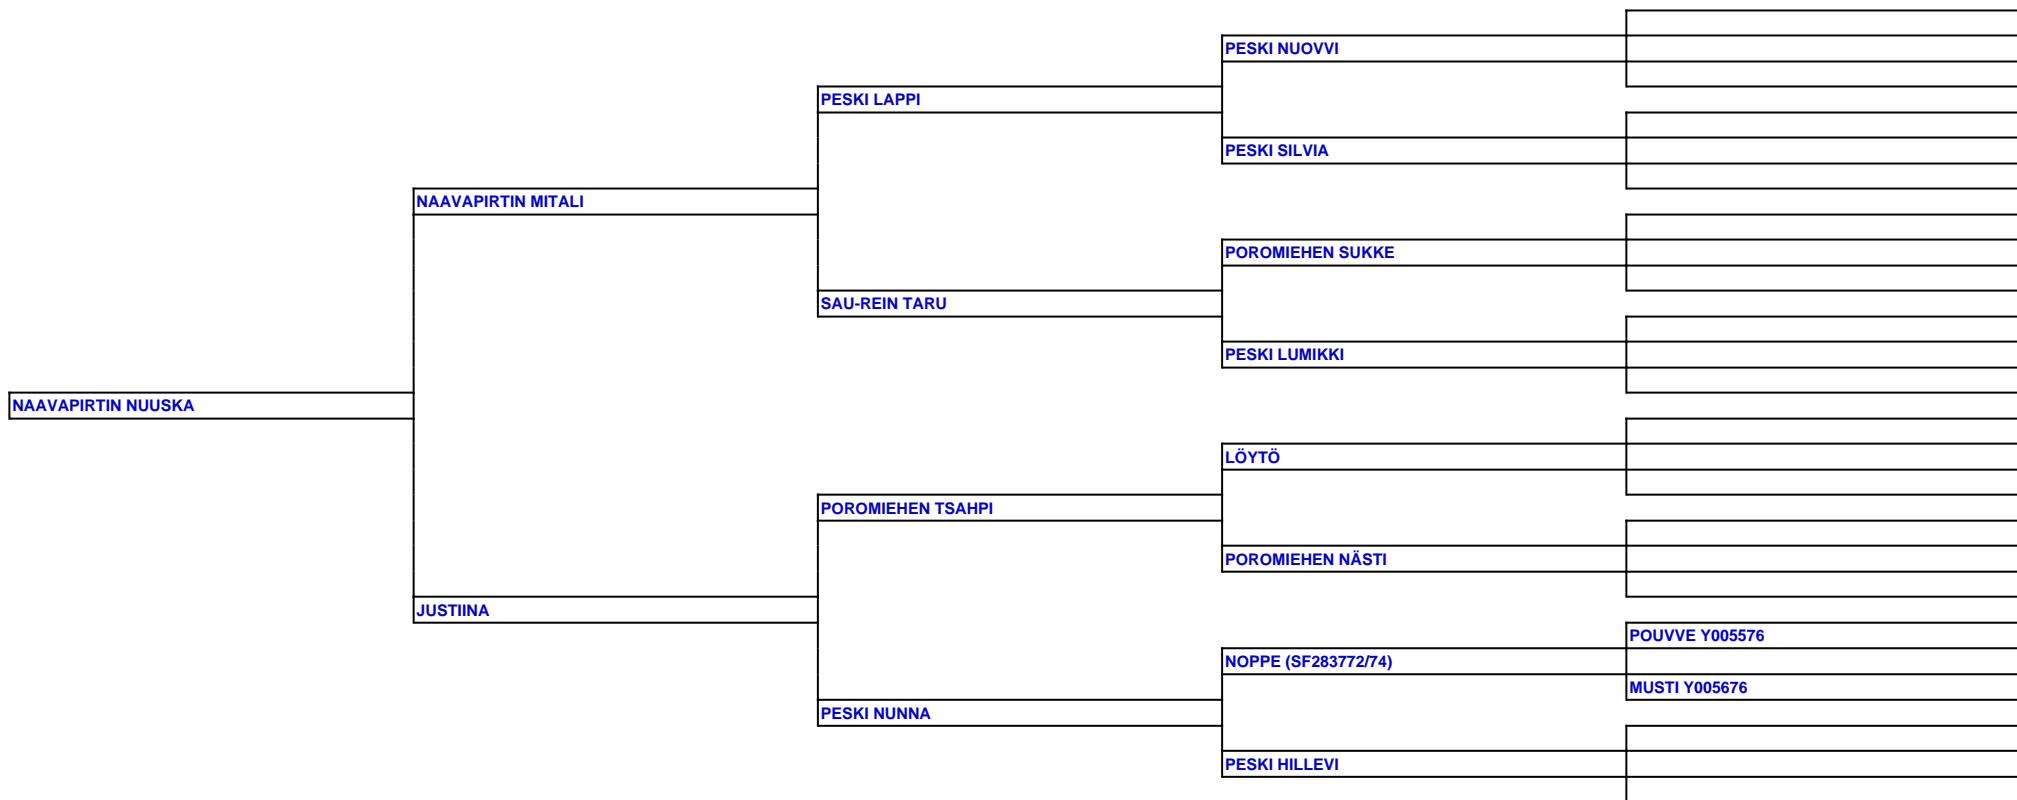 PESKI NUOVVI
PESKI LAPPI
PESKI SILVIA
NAAVAPIRTIN MITALI
POROMIEHEN SUKKE
SAU-REIN TARU
PESKI LUMIKKI
NAAVAPIRTIN NUUSKA
LÖYTÖ
POROMIEHEN TSAHPI
POROMIEHEN NÄSTI
JUSTIINA
POUVVE Y005576
NOPPE (SF283772/74)
MUSTI Y005676
PESKI NUNNA
PESKI HILLEVI